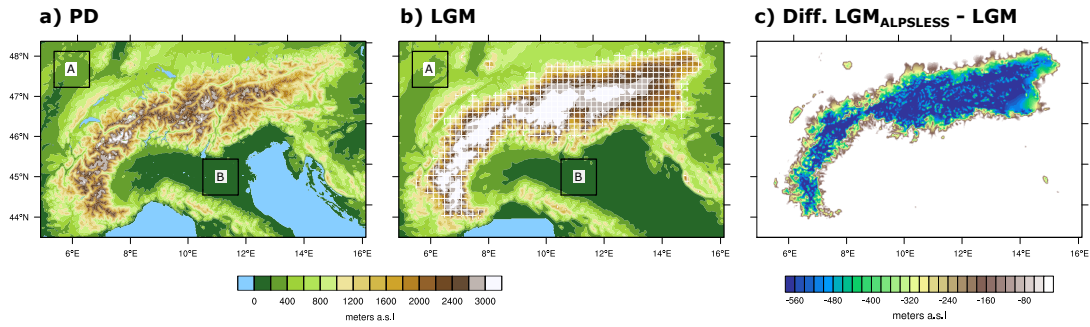 a) PD
b) LGM
c) Diff. LGMALPSLESS - LGM
48°N
47°N
46°N
45°N
44°N
A
B
A
B
6°E 8°E 10°E 12°E 14°E 16°E
6°E 8°E 10°E 12°E 14°E 16°E
6°E 8°E 10°E 12°E 14°E 16°E
0 400 800 1200 1600 2000 2400 3000
meters a.s.l
-560 -480 -400 -320 -240 -160 -80
meters a.s.l